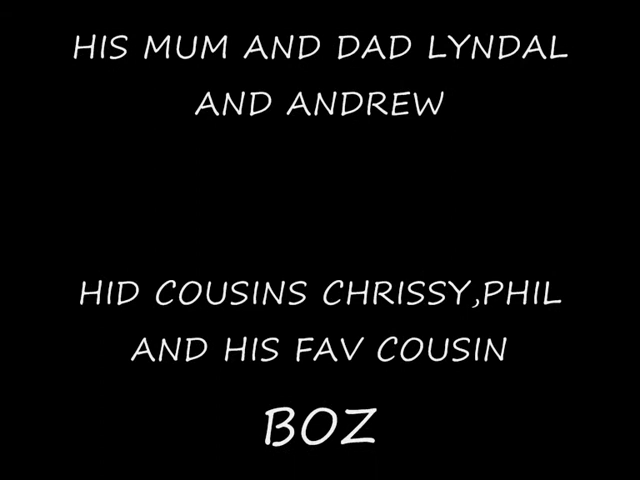 HIS MUM AND DAD LYNDAL
AND ANDREW
HID COUSINS CHRISSY,PHIL
AND HIS FAV COUSIN
BOZ